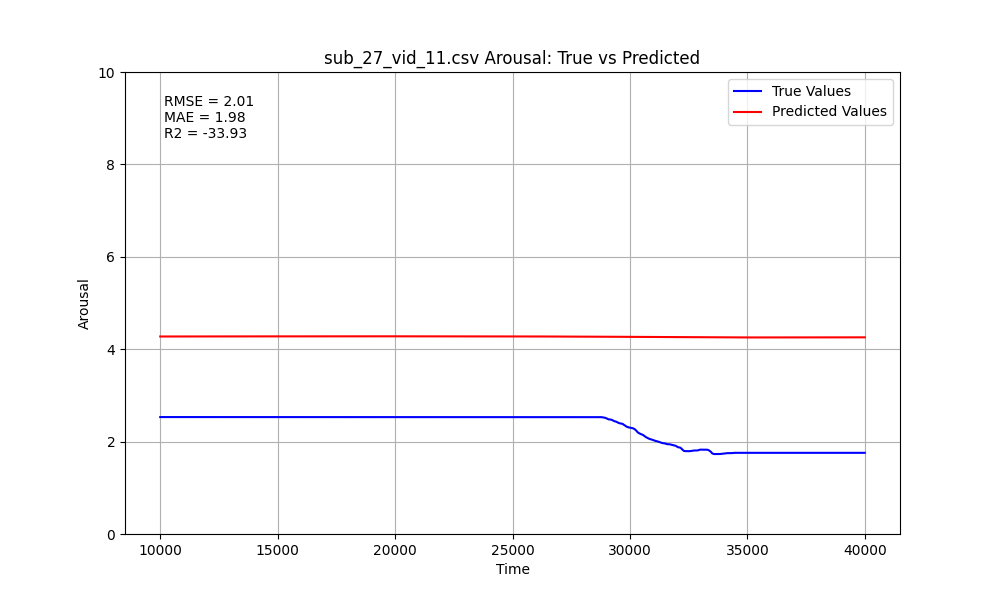 sub_27_vid_11.csv Arousal: True vs Predicted
RMSE = 2.01
MAE = 1.98
R2 = -33.93
True Values
Predicted Values
10
8
6
4
2
0
Arousal
10000 15000 20000 25000 30000 35000 40000
Time